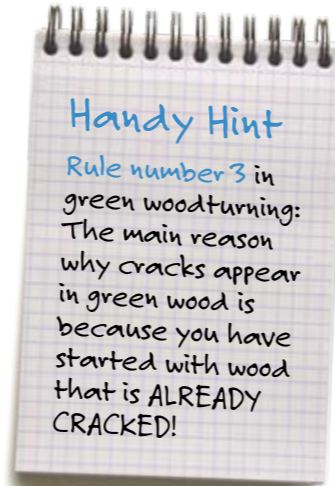 Handy Hint
Rule number 3 in
green woodturning:
The main reason
why cracks appear
in green wood is
because you have
started with wood
that is ALREADY
CRACKED!